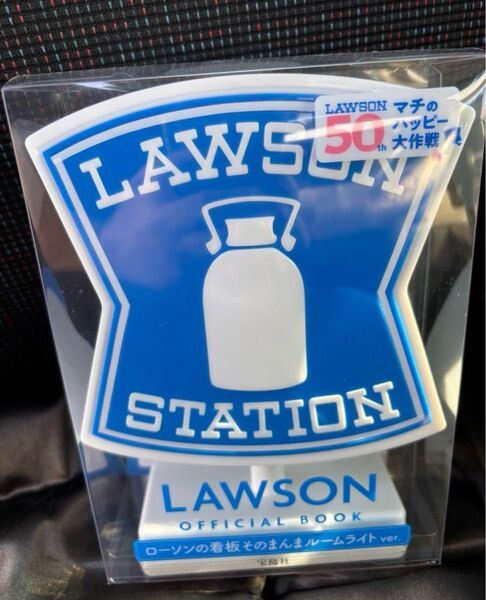 LAWSON
50th
マチの
ハッピー
大作戦
LAWSON
STATION
LAWSON
OFFICIAL BOOK
ローソンの看板そのまんまルームライト ver.
宝島社